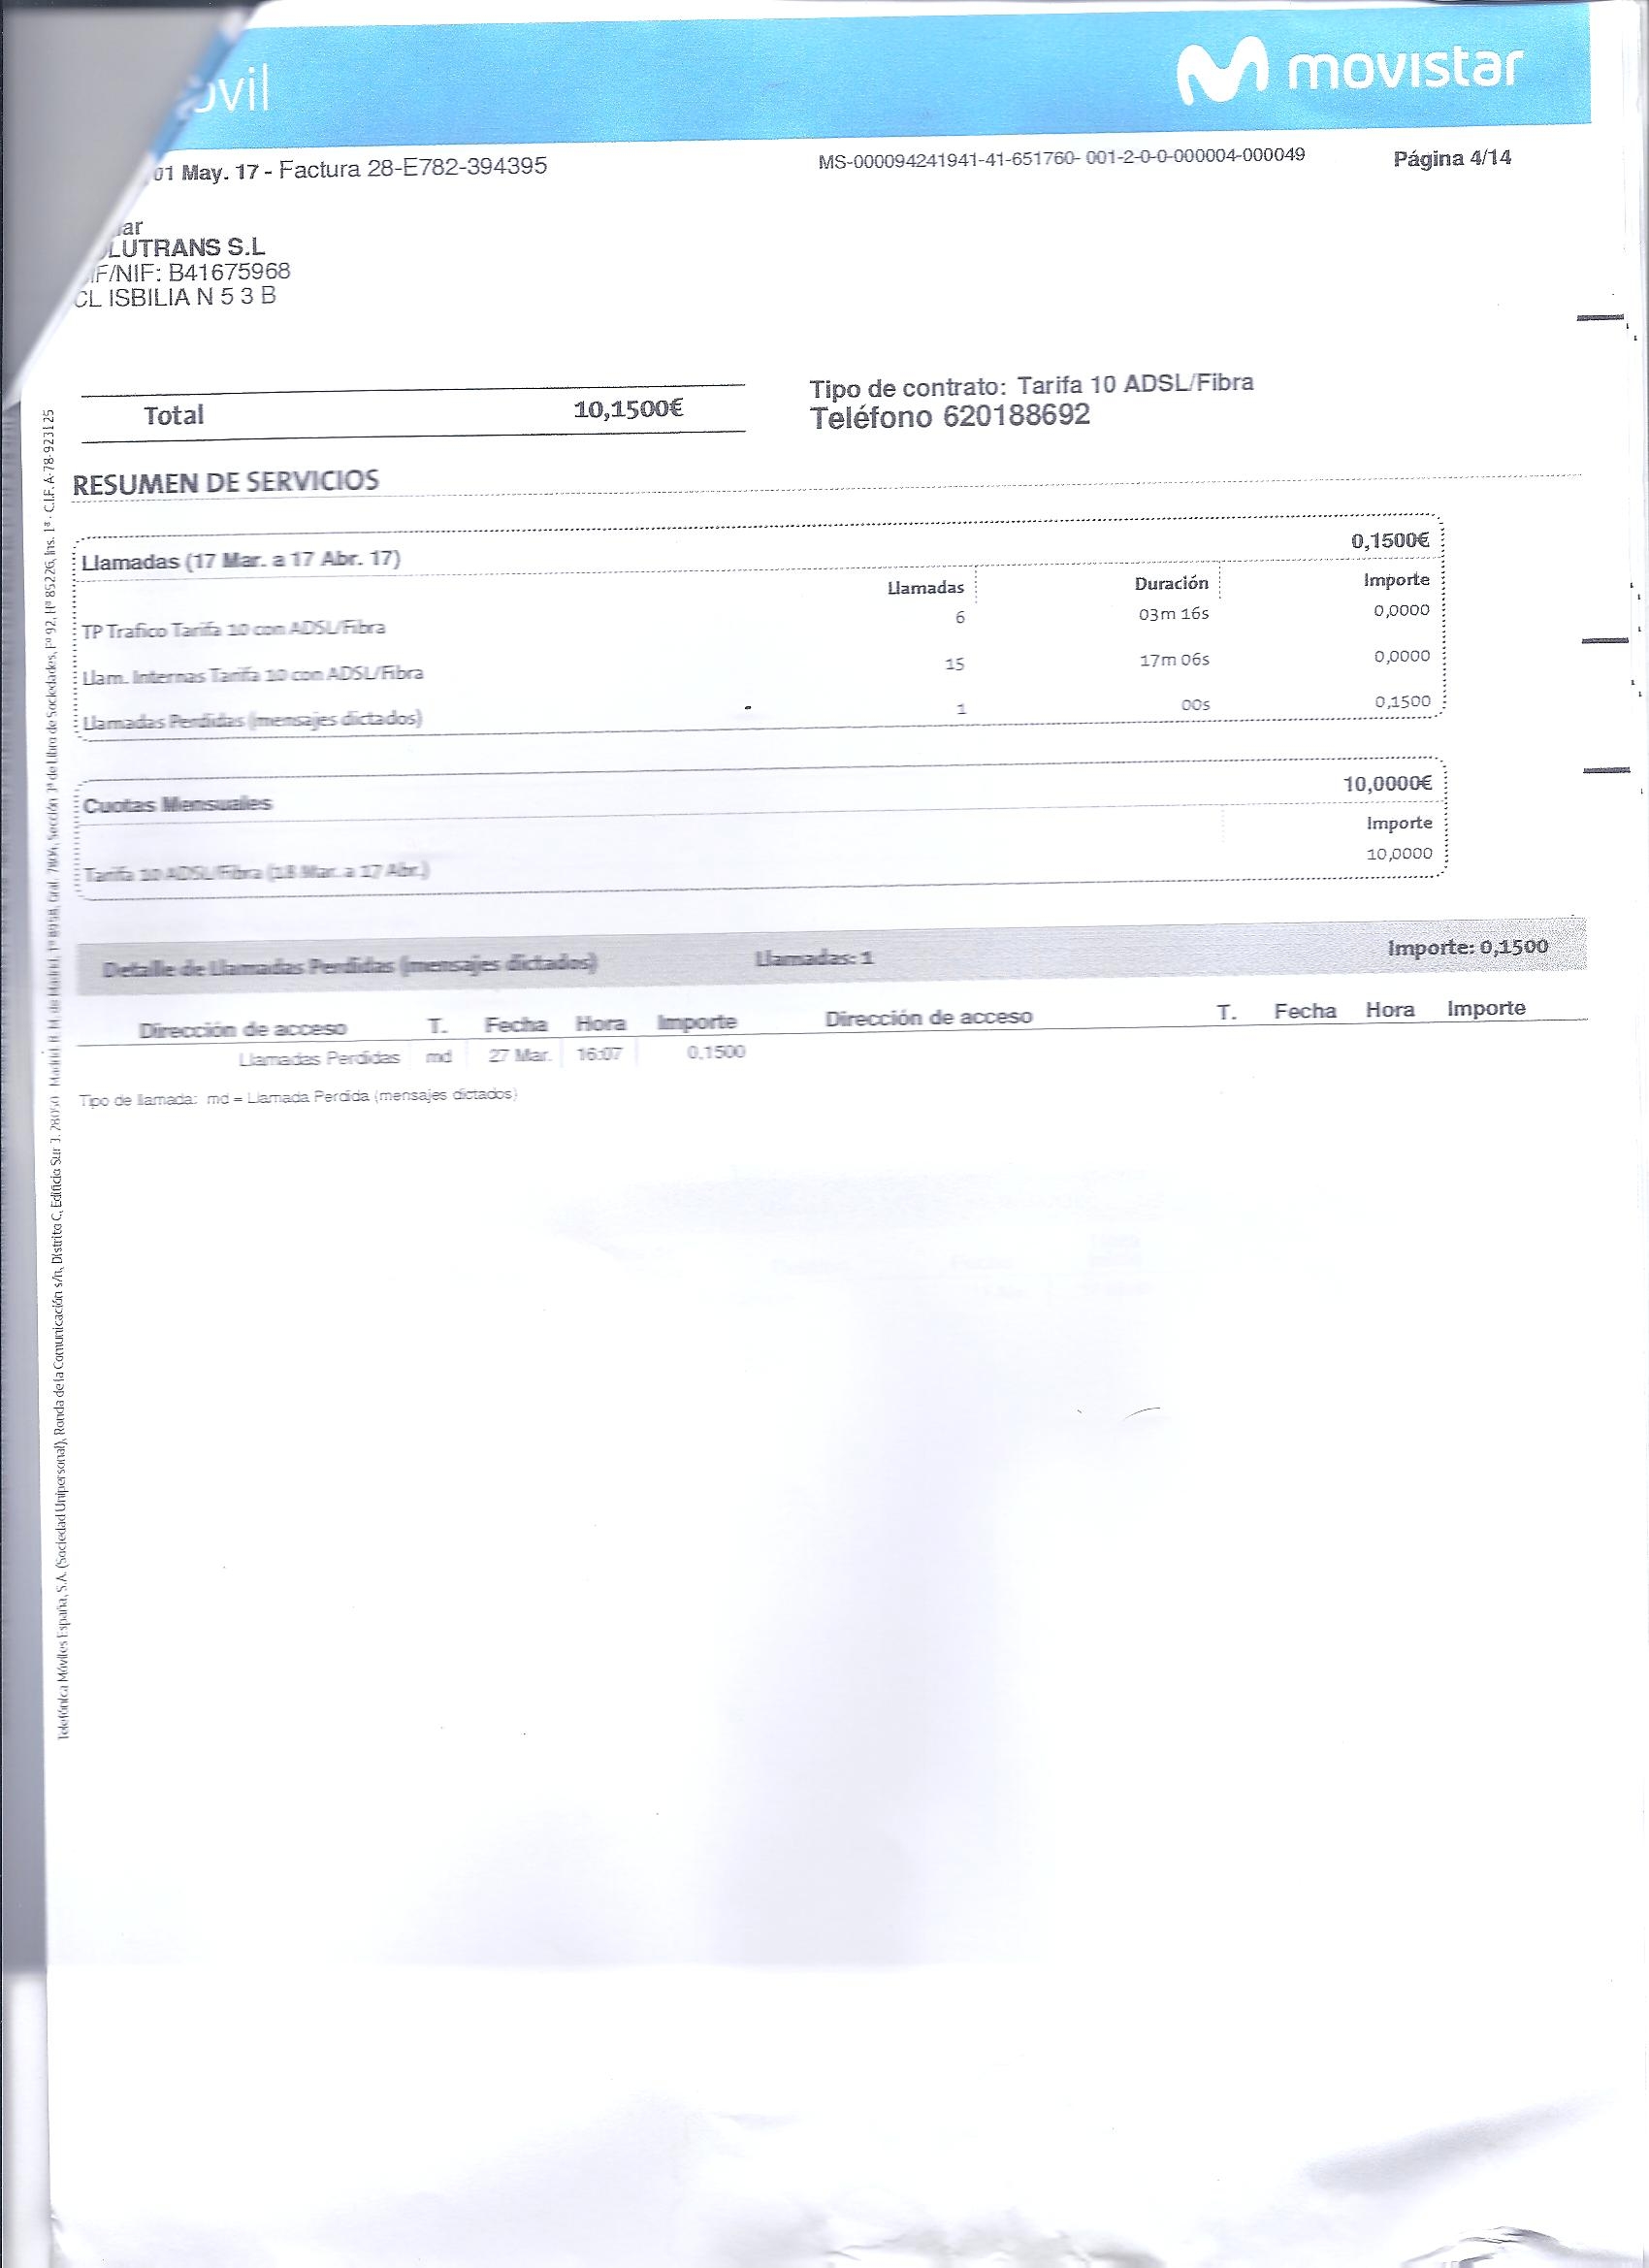 movistar
01 May. 17 - Factura 28-E782-394395
MS-000094241941-41-651760- 001-2-0-0-000004-000049
Página 4/14
LUTRANS S.L
IF/NIF: B41675968
CL ISBILIA N 5 3 B
Total 10,1500€
Tipo de contrato: Tarifa 10 ADSL/Fibra
Teléfono 620188692
RESUMEN DE SERVICIOS
Llamadas (17 Mar. a 17 Abr. 17) 0,1500€
Llamadas Duración Importe
TP Trafico Tarifa 10 con ADSL/Fibra 6 03m 16s 0,0000
Llam. Internas Tarifa 10 con ADSL/Fibra 15 17m 06s 0,0000
Llamadas Perdidas (mensajes dictados) 1 00s 0,1500
Cuotas Mensuales 10,0000€
Importe
Tarifa 10 ADSL/Fibra (18 Mar. a 17 Abr.) 10,0000
Detalle de Llamadas Perdidas (mensajes dictados) Llamadas: 1 Importe: 0,1500
Dirección de acceso T. Fecha Hora Importe Dirección de acceso T. Fecha Hora Importe
Llamadas Perdidas md 27 Mar. 16:07 0,1500
Tipo de llamada: md = Llamada Perdida (mensajes dictados)
Telefónica Móviles España, S.A. (Sociedad Unipersonal), Ronda de la Comunicación s/n, Distrito C, Edificio Sur 3. 28050 Madrid R. M. de Madrid, Gral. Sección 3ª de Libro de Sociedades, Fº 92, Nº 85226, Ins. 1ª - C.I.F. A-78-923125